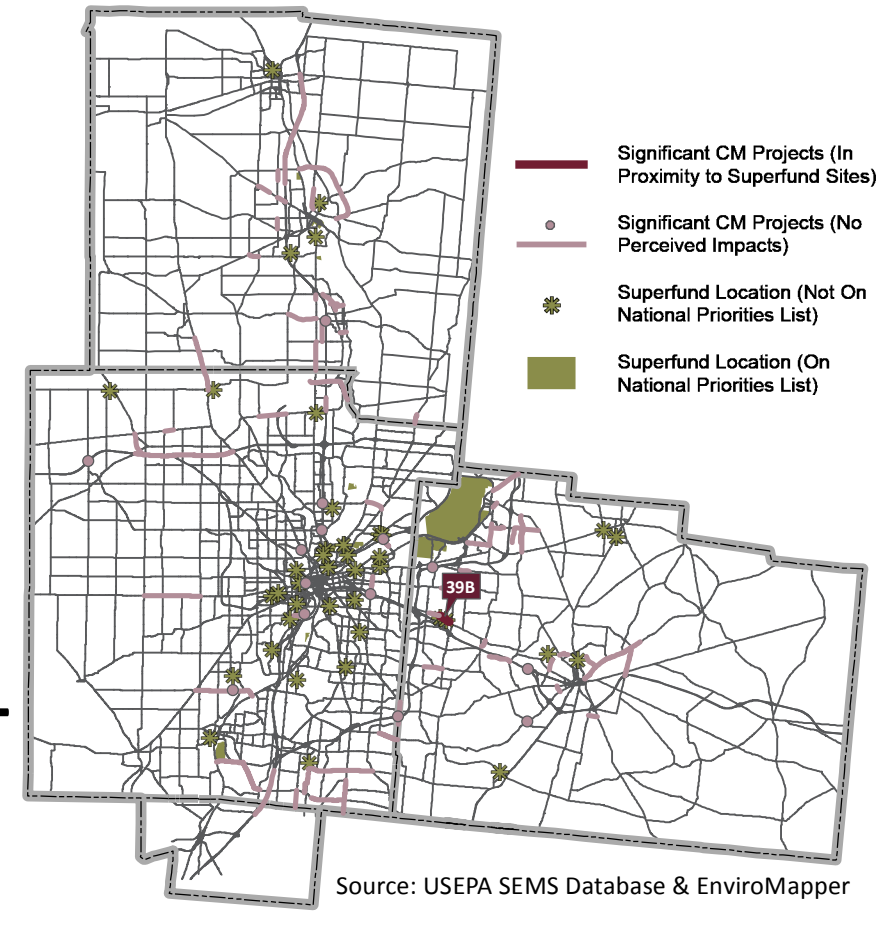 Significant CM Projects (In
Proximity to Superfund Sites)
Significant CM Projects (No
Perceived Impacts)
Superfund Location (Not On
National Priorities List)
Superfund Location (On
National Priorities List)
39B
Source: USEPA SEMS Database & EnviroMapper